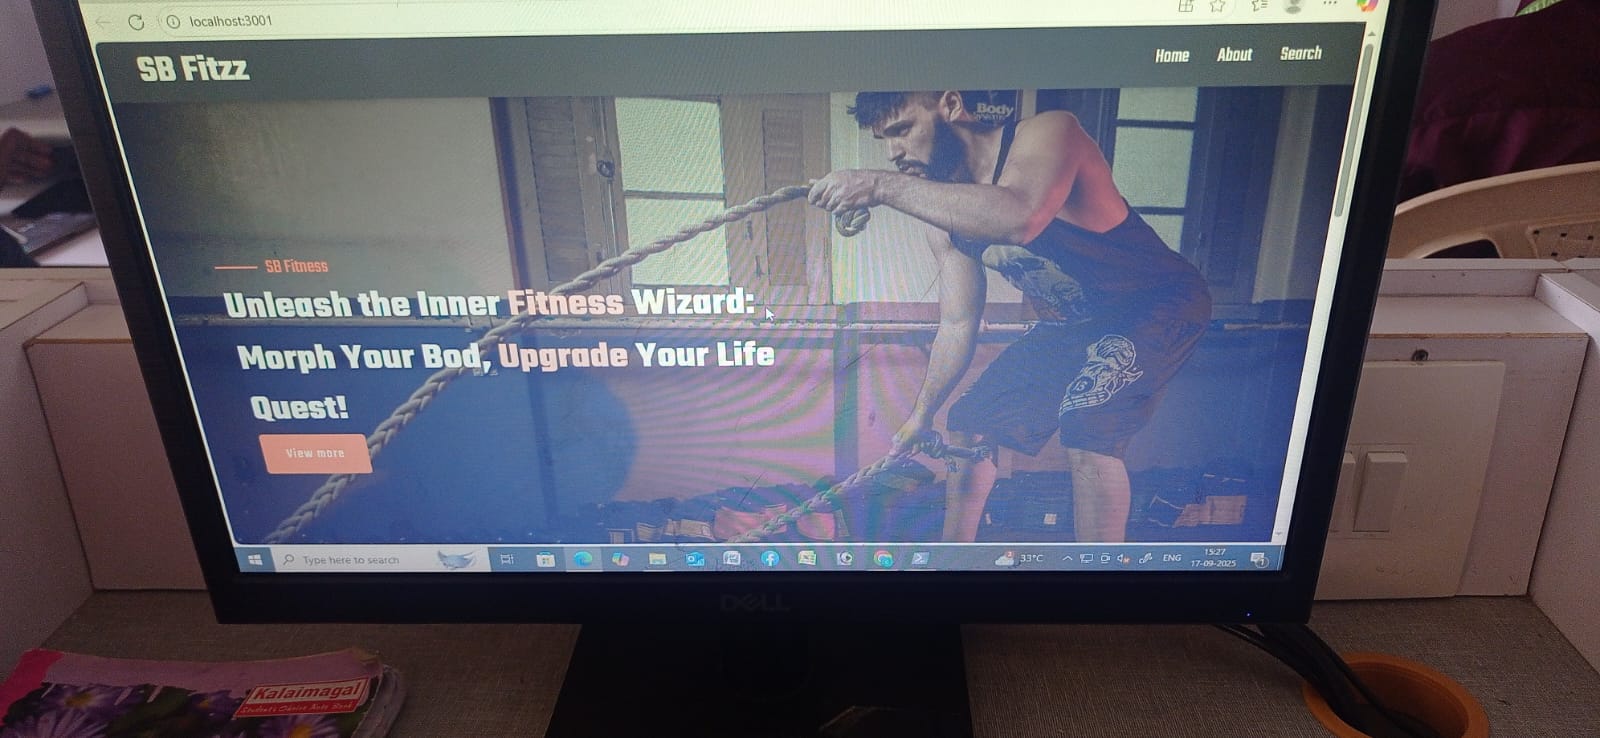 localhost:3001
SB Fitzz
Home About Search
Body
SB Fitness
Unleash the Inner Fitness Wizard:
Morph Your Bod, Upgrade Your Life
Quest!
View more
Type here to search
33°C
ENG
15:27
17-09-2025
DELL
Kalaimagal
Student's Choice Note Book